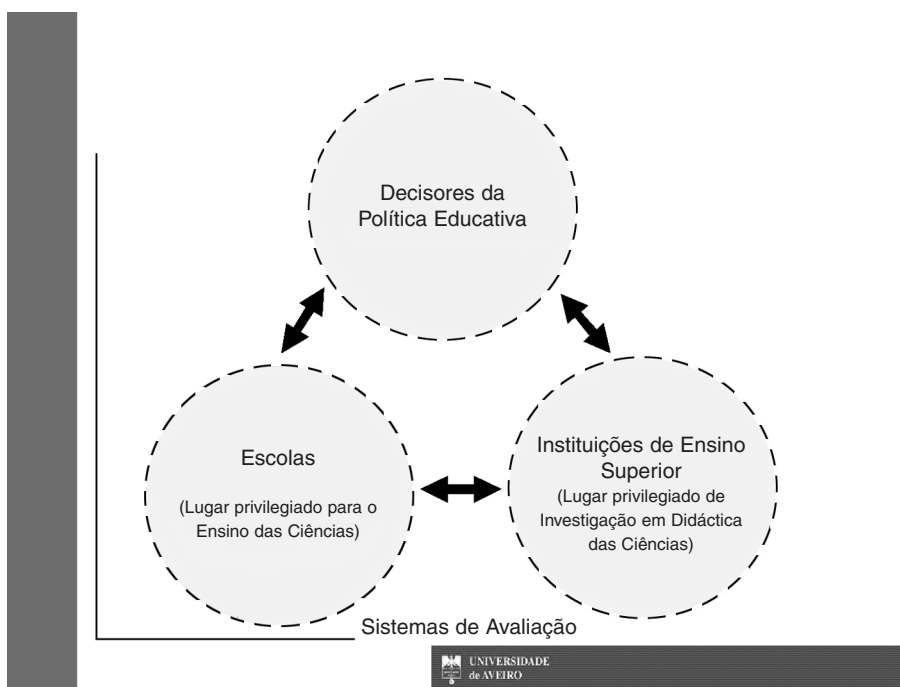 Decisores da
Política Educativa
Escolas
(Lugar privilegiado para o
Ensino das Ciências)
Instituições de Ensino
Superior
(Lugar privilegiado de
Investigação em Didáctica
das Ciências)
Sistemas de Avaliação
UNIVERSIDADE
de AVEIRO